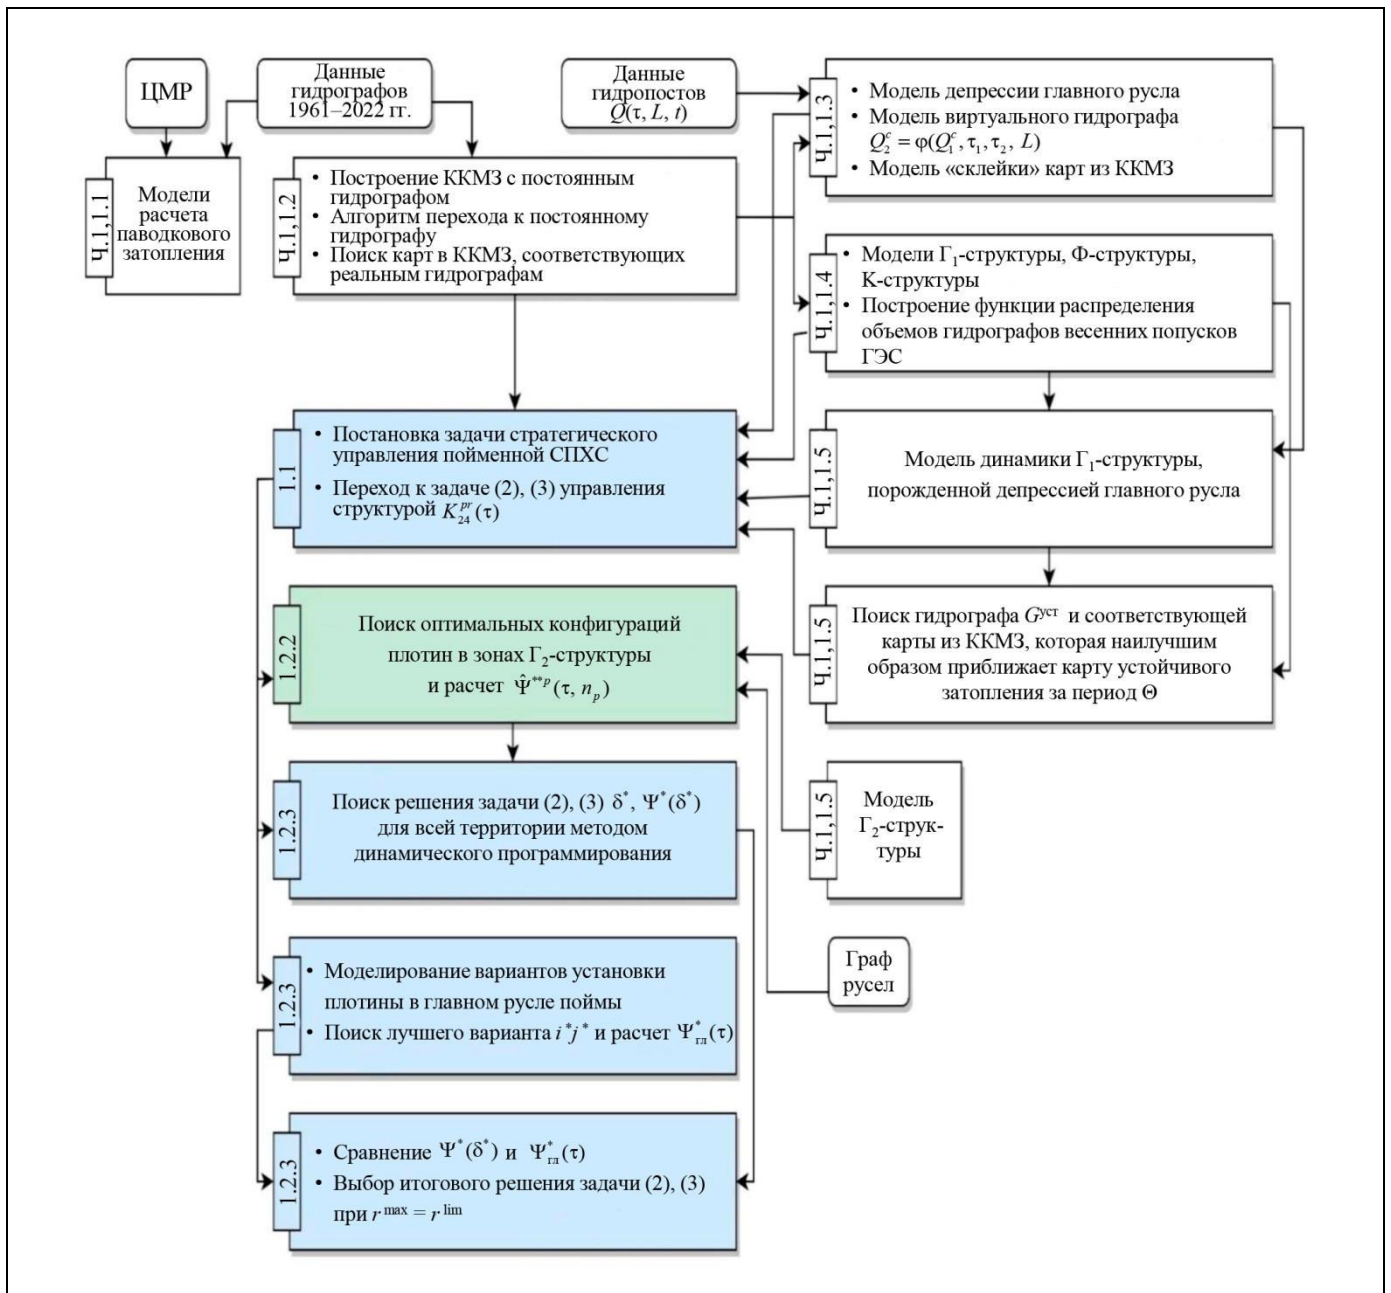 ЦМР
Данные
гидрографов
1961–2022 гг.
Данные
гидропостов
Q(τ, L, t)
Ч.1,1.1
Модели
расчета
паводкового
затопления
Ч.1,1.2
• Построение ККМЗ с постоянным
гидрографом
• Алгоритм перехода к постоянному
гидрографу
• Поиск карт в ККМЗ, соответствующих
реальным гидрографам
Ч.1,1.3
• Модель депрессии главного русла
• Модель виртуального гидрографа
Q₂ᶜ = φ(Q₁ᶜ, τ₁, τ₂, L)
• Модель «склейки» карт из ККМЗ
Ч.1,1.4
• Модели Γ₁-структуры, Φ-структуры,
К-структуры
• Построение функции распределения
объемов гидрографов весенних попусков
ГЭС
1.1
• Постановка задачи стратегического
управления пойменной СПХС
• Переход к задаче (2), (3) управления
структурой K₂₄ᵖʳ(τ)
Ч.1,1.5
Модель динамики Γ₁-структуры,
порожденной депрессией главного русла
1.2.2
Поиск оптимальных конфигураций
плотин в зонах Γ₂-структуры
и расчет Ψ̂**ᵖ(τ, nₚ)
Ч.1,1.5
Поиск гидрографа Gуст и соответствующей
карты из ККМЗ, которая наилучшим
образом приближает карту устойчивого
затопления за период Θ
1.2.3
Поиск решения задачи (2), (3) δ*, Ψ*(δ*)
для всей территории методом
динамического программирования
Ч.1,1.5
Модель
Γ₂-струк-
туры
1.2.3
• Моделирование вариантов установки
плотины в главном русле поймы
• Поиск лучшего варианта i*j* и расчет Ψ*гл(τ)
Граф
русел
1.2.3
• Сравнение Ψ*(δ*) и Ψ*гл(τ)
• Выбор итогового решения задачи (2), (3)
при r max = r lim